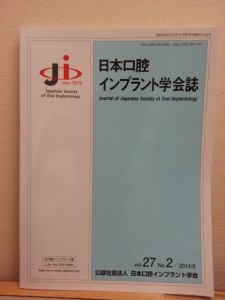 since 1972
Japanese Society
of Oral Implantology
日本口腔
インプラント学会誌
Journal of Japanese Society of Oral Implantology
vol. 27 No. 2 / 2014.6
公益社団法人 日本口腔インプラント学会